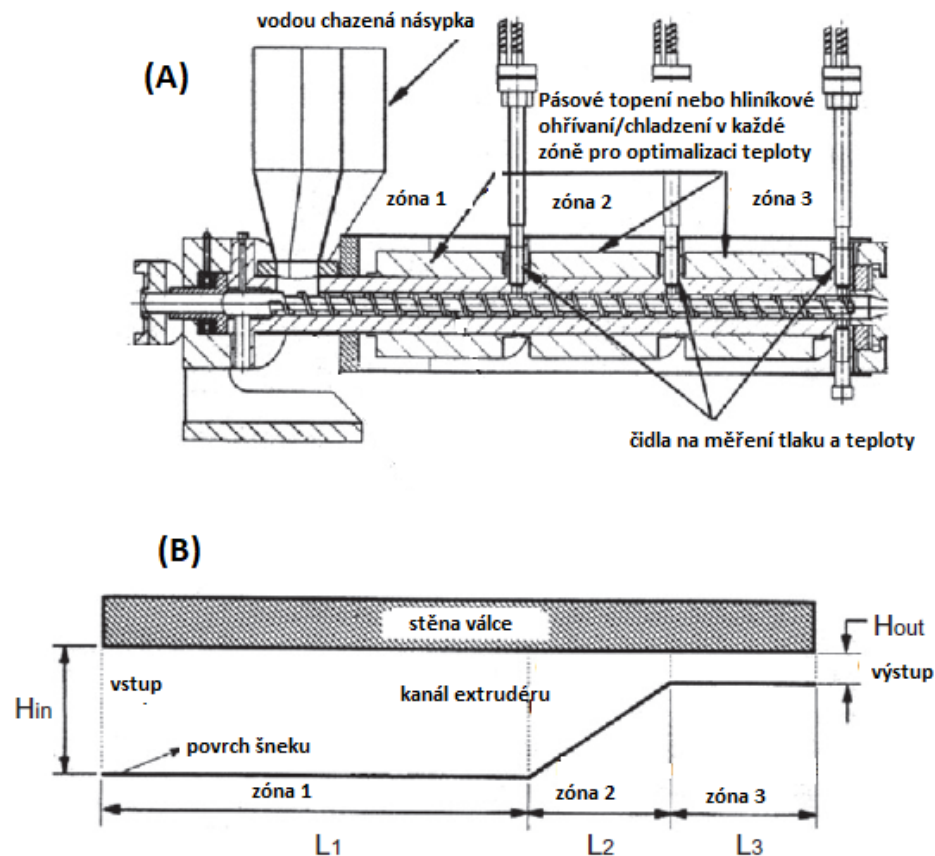 vodou chazená násypka
(A)
Pásové topení nebo hliníkové
ohřívaní/chladzení v každé
zóně pro optimalizaci teploty
zóna 1
zóna 2
zóna 3
čidla na měření tlaku a teploty
(B)
stěna válce
Hout
vstup
kanál extrudéru
výstup
Hin
povrch šneku
zóna 1
zóna 2
zóna 3
L1
L2
L3